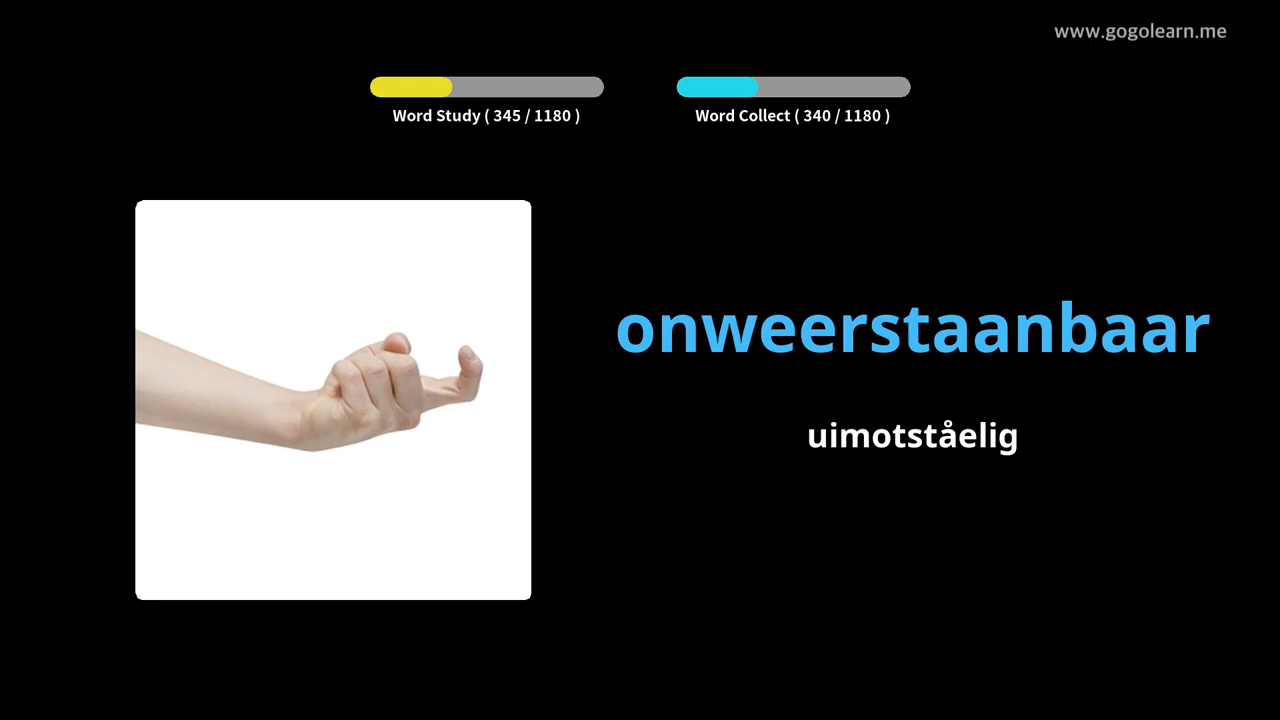 www.gogolearn.me
Word Study ( 345 / 1180 )
Word Collect ( 340 / 1180 )
onweerstaanbaar
uimotståelig